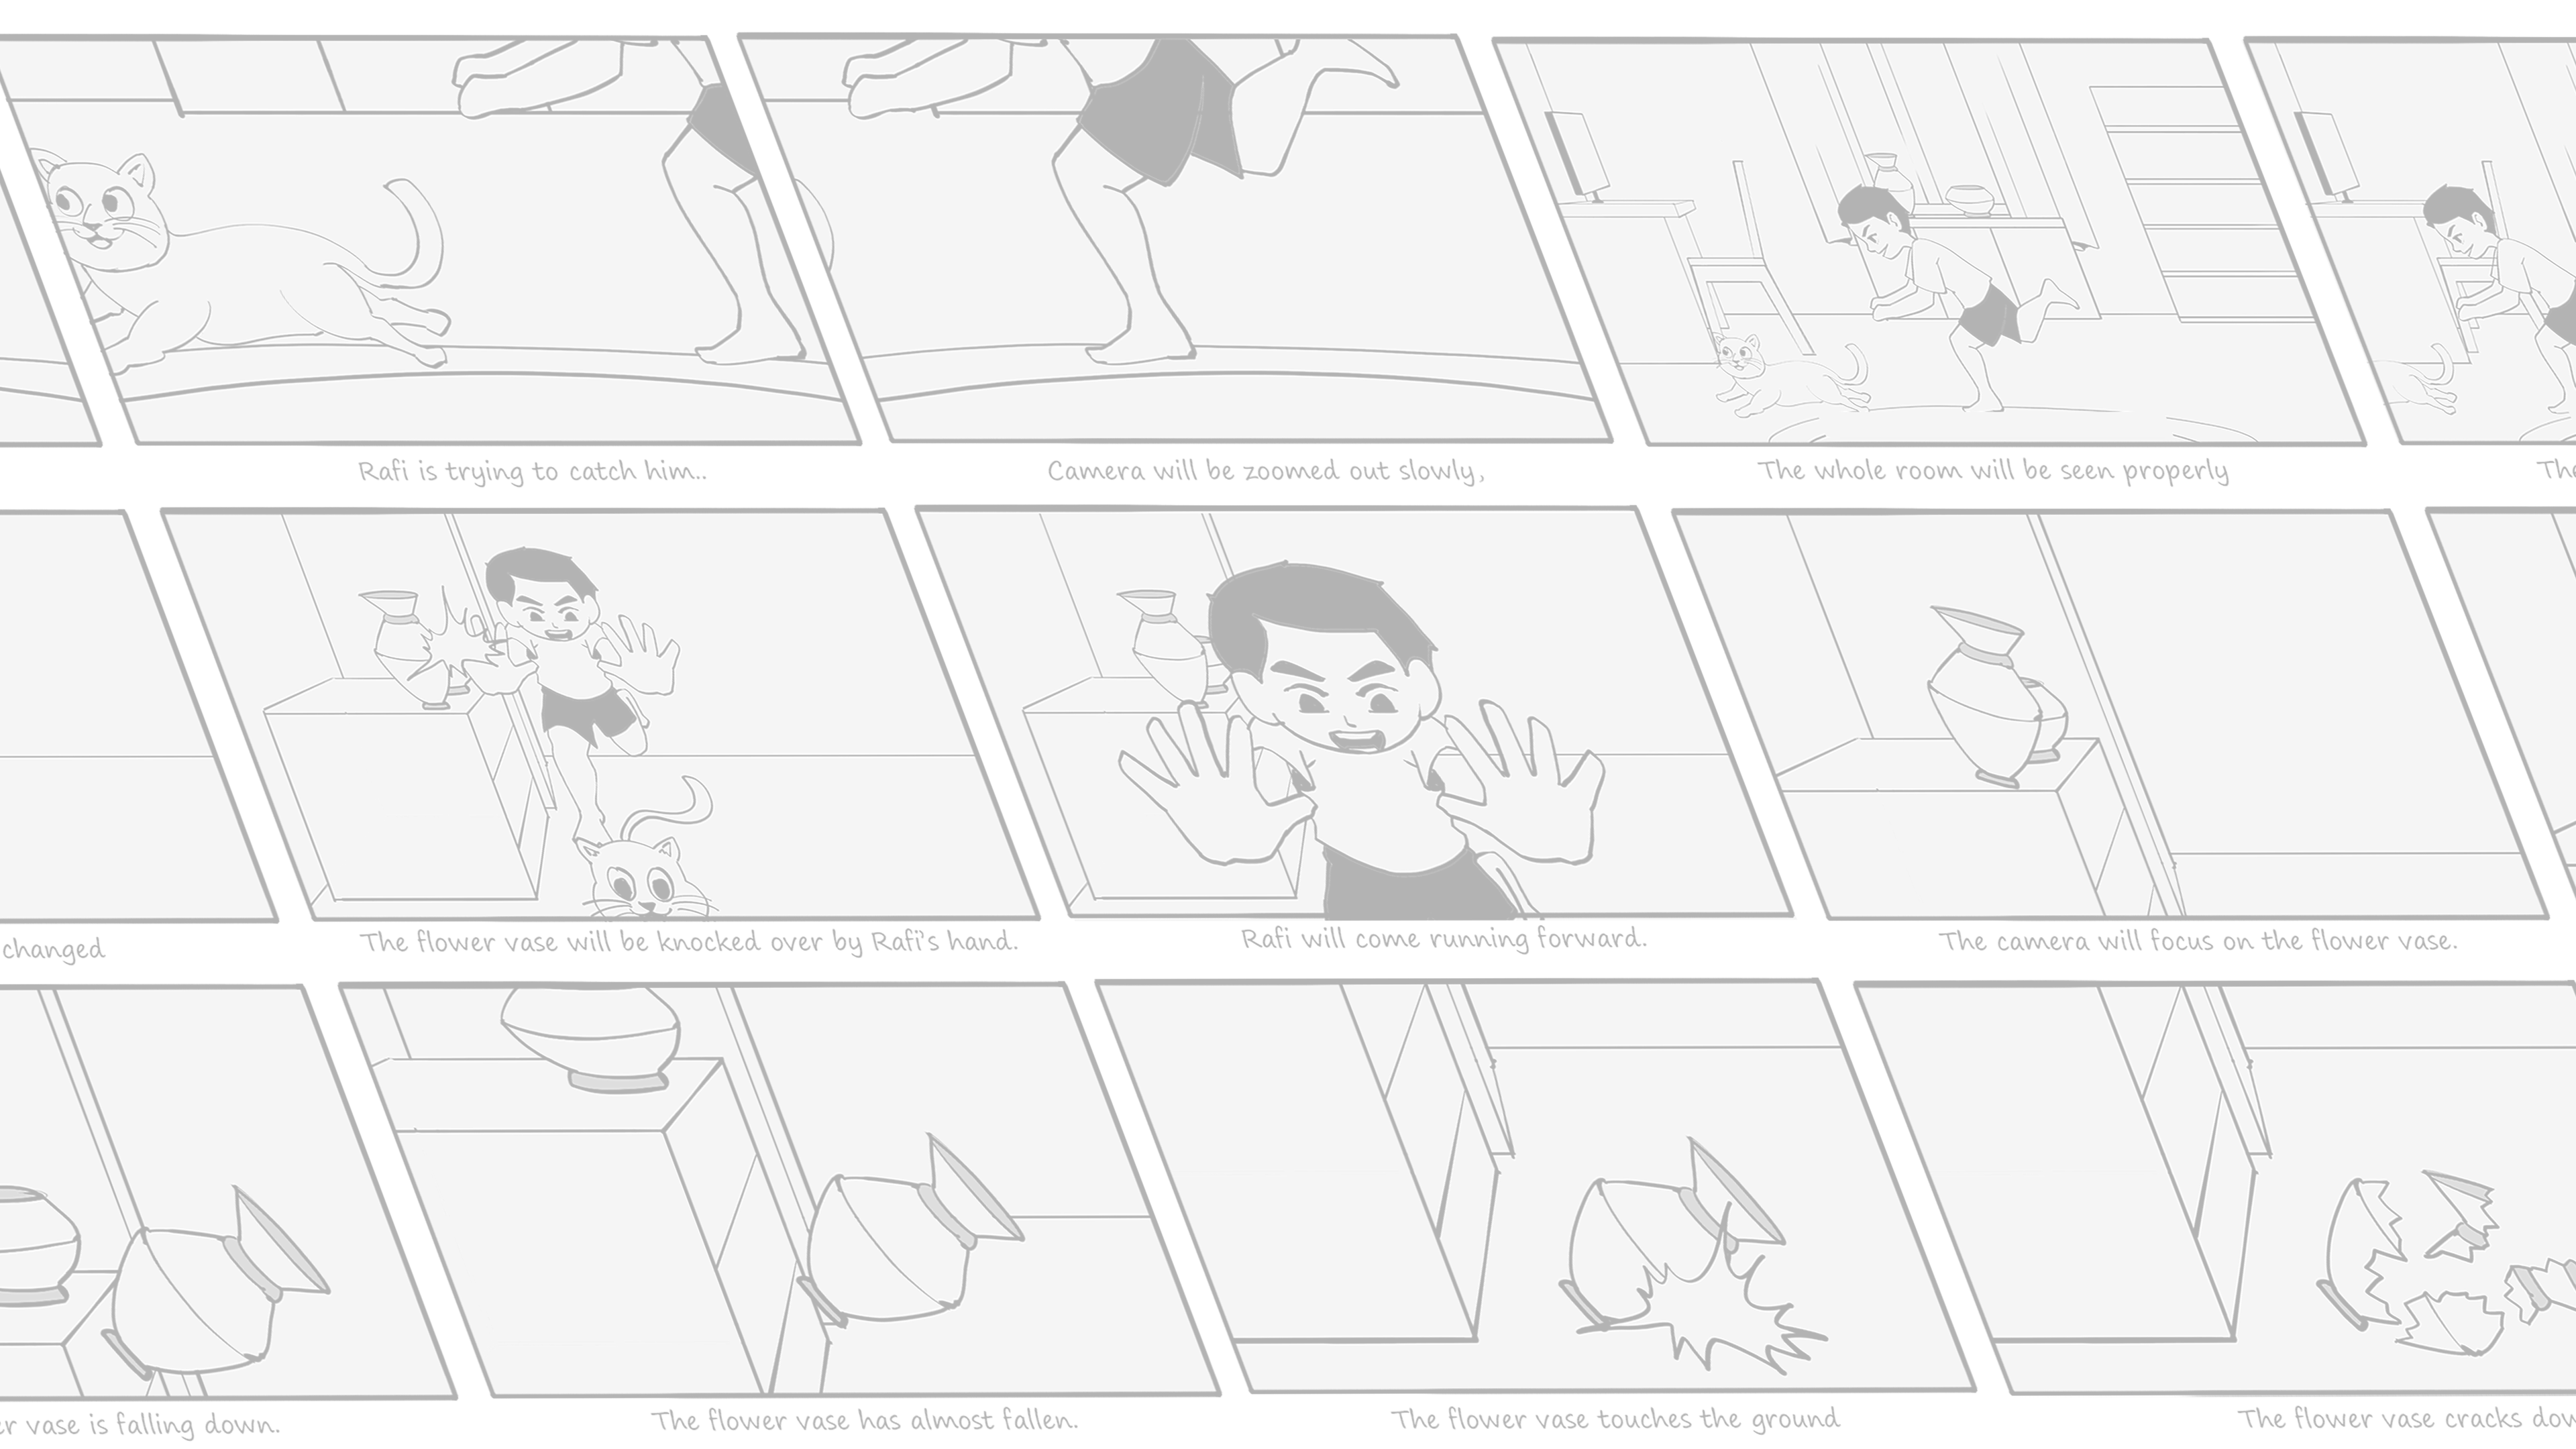 Rafi is trying to catch him..
Camera will be zoomed out slowly,
The whole room will be seen properly
The
changed
The flower vase will be knocked over by Rafi's hand.
Rafi will come running forward.
The camera will focus on the flower vase.
er vase is falling down.
The flower vase has almost fallen.
The flower vase touches the ground
The flower vase cracks dow